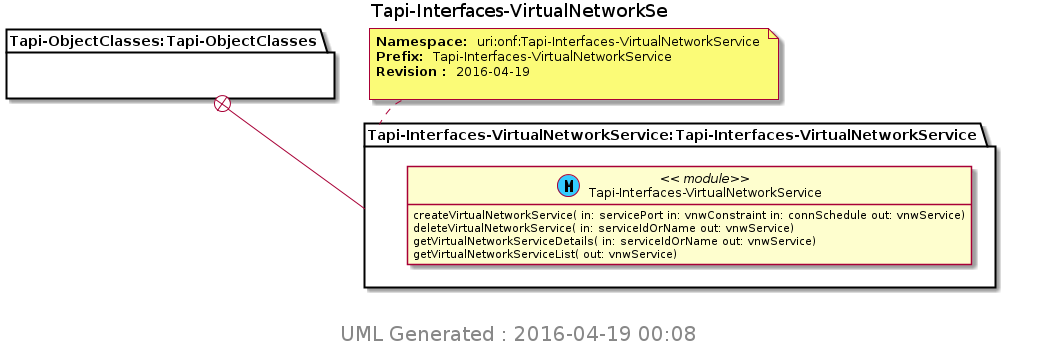 Tapi-Interfaces-VirtualNetworkSe
Tapi-ObjectClasses:Tapi-ObjectClasses
Namespace: uri:onf:Tapi-Interfaces-VirtualNetworkService
Prefix: Tapi-Interfaces-VirtualNetworkService
Revision : 2016-04-19
Tapi-Interfaces-VirtualNetworkService:Tapi-Interfaces-VirtualNetworkService
M
<< module>>
Tapi-Interfaces-VirtualNetworkService
createVirtualNetworkService( in: servicePort in: vnwConstraint in: connSchedule out: vnwService)
deleteVirtualNetworkService( in: serviceIdOrName out: vnwService)
getVirtualNetworkServiceDetails( in: serviceIdOrName out: vnwService)
getVirtualNetworkServiceList( out: vnwService)
UML Generated : 2016-04-19 00:08